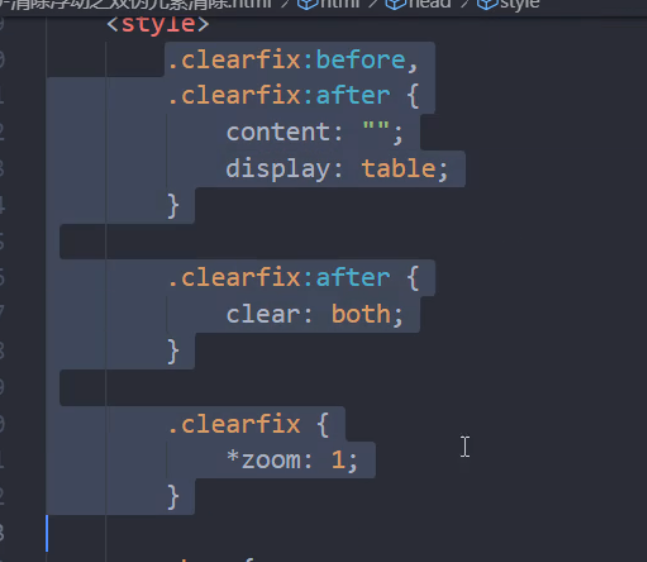 清除浮动之双伪元素清除.html > html > head > style
<style>
.clearfix:before,
.clearfix:after {
content: "";
display: table;
}
.clearfix:after {
clear: both;
}
.clearfix {
*zoom: 1;
}